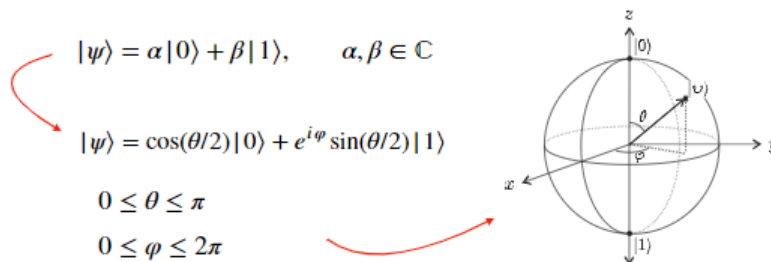 |ψ⟩ = α|0⟩ + β|1⟩, α, β ∈ ℂ
|ψ⟩ = cos(θ/2)|0⟩ + e^{iφ} sin(θ/2)|1⟩
0 ≤ θ ≤ π
0 ≤ φ ≤ 2π
z
|0⟩
θ
φ
x
|1⟩